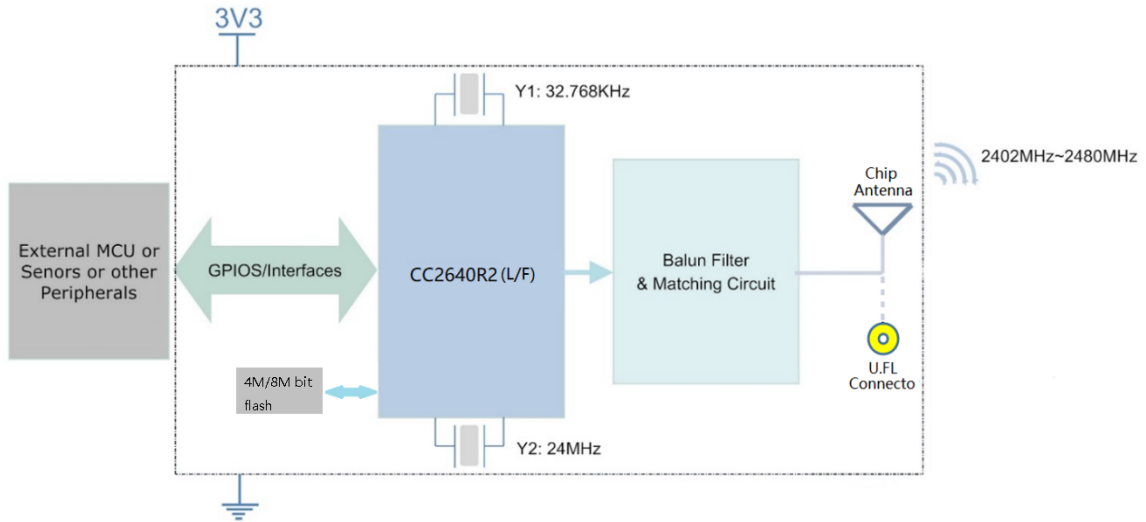 3V3
Y1: 32.768KHz
2402MHz~2480MHz
Chip
Antenna
External MCU or
Senors or other
Peripherals
GPIOS/Interfaces
CC2640R2 (L/F)
Balun Filter
& Matching Circuit
U.FL
Connecto
4M/8M bit
flash
Y2: 24MHz